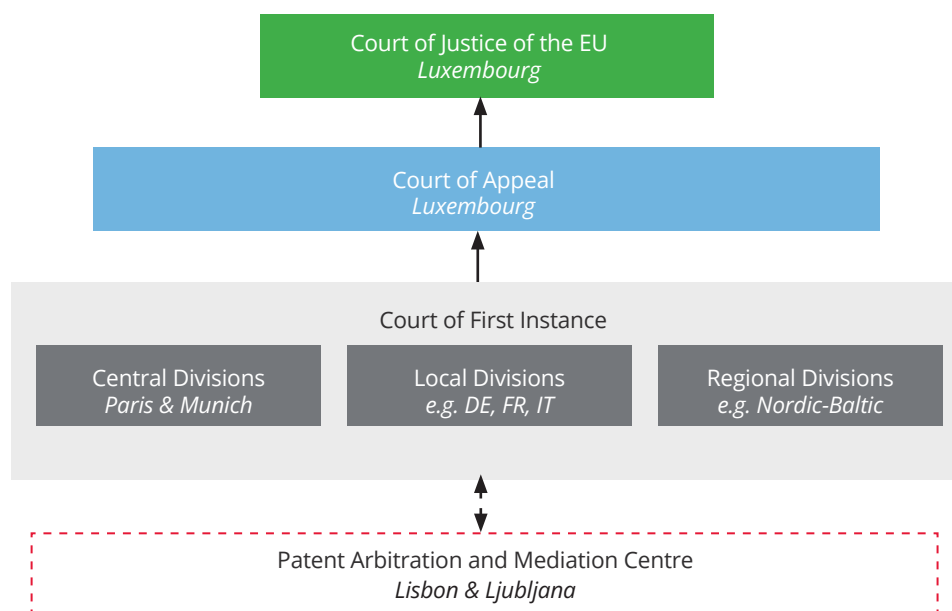 Court of Justice of the EU
Luxembourg
Court of Appeal
Luxembourg
Court of First Instance
Central Divisions
Paris & Munich
Local Divisions
e.g. DE, FR, IT
Regional Divisions
e.g. Nordic-Baltic
Patent Arbitration and Mediation Centre
Lisbon & Ljubljana